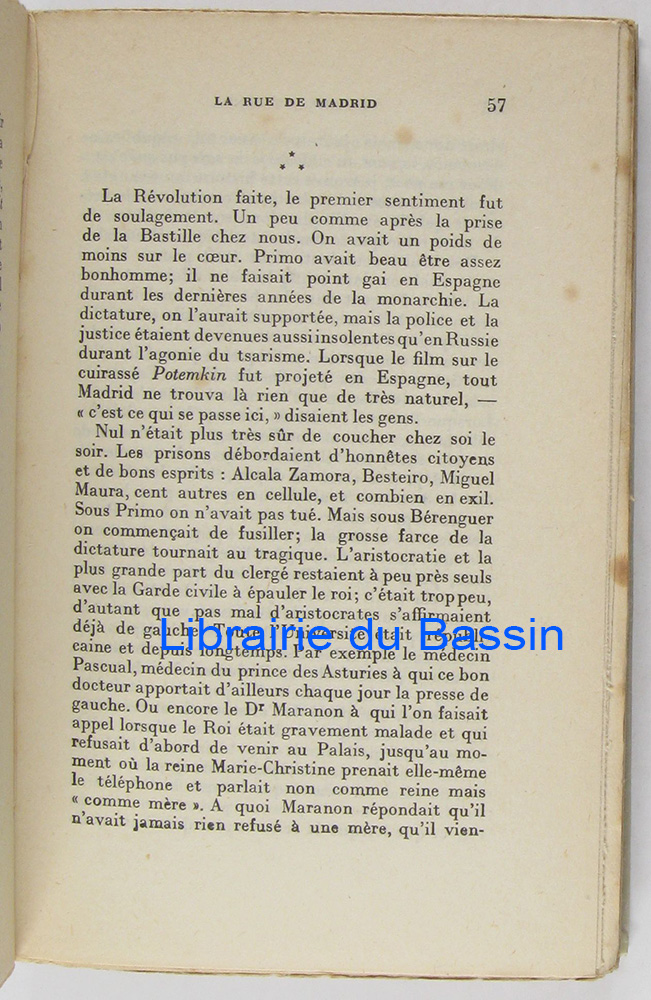 LA RUE DE MADRID 57
La Révolution faite, le premier sentiment fut
de soulagement. Un peu comme après la prise
de la Bastille chez nous. On avait un poids de
moins sur le cœur. Primo avait beau être assez
bonhomme; il ne faisait point gai en Espagne
durant les dernières années de la monarchie. La
dictature, on l'aurait supportée, mais la police et la
justice étaient devenues aussi insolentes qu'en Russie
durant l'agonie du tsarisme. Lorsque le film sur le
cuirassé Potemkin fut projeté en Espagne, tout
Madrid ne trouva là rien que de très naturel, —
« c'est ce qui se passe ici, » disaient les gens.
Nul n'était plus très sûr de coucher chez soi le
soir. Les prisons débordaient d'honnêtes citoyens
et de bons esprits : Alcala Zamora, Besteiro, Miguel
Maura, cent autres en cellule, et combien en exil.
Sous Primo on n'avait pas tué. Mais sous Bérenguer
on commençait de fusiller; la grosse farce de la
dictature tournait au tragique. L'aristocratie et la
plus grande part du clergé restaient à peu près seuls
avec la Garde civile à épauler le roi; c'était trop peu,
d'autant que pas mal d'aristocrates s'affirmaient
déjà de gauche. Toute l'Université était républi-
Librairie du Bassin
caine et depuis longtemps. Par exemple le médecin
Pascual, médecin du prince des Asturies à qui ce bon
docteur apportait d'ailleurs chaque jour la presse de
gauche. Ou encore le Dr Maranon à qui l'on faisait
appel lorsque le Roi était gravement malade et qui
refusait d'abord de venir au Palais, jusqu'au mo-
ment où la reine Marie-Christine prenait elle-même
le téléphone et parlait non comme reine mais
« comme mère ». A quoi Maranon répondait qu'il
n'avait jamais rien refusé à une mère, qu'il vien-